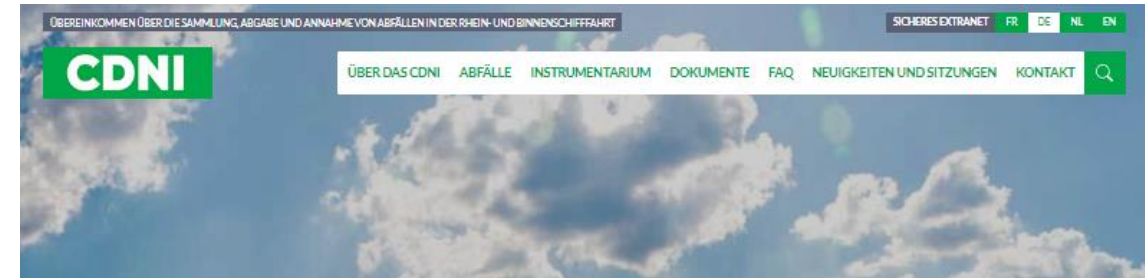 ÜBEREINKOMMEN ÜBER DIE SAMMLUNG, ABGABE UND ANNAHME VON ABFÄLLEN IN DER RHEIN- UND BINNENSCHIFFFAHRT
SICHERES EXTRANET FR DE NL EN
CDNI
ÜBER DAS CDNI ABFÄLLE INSTRUMENTARIUM DOKUMENTE FAQ NEUIGKEITEN UND SITZUNGEN KONTAKT